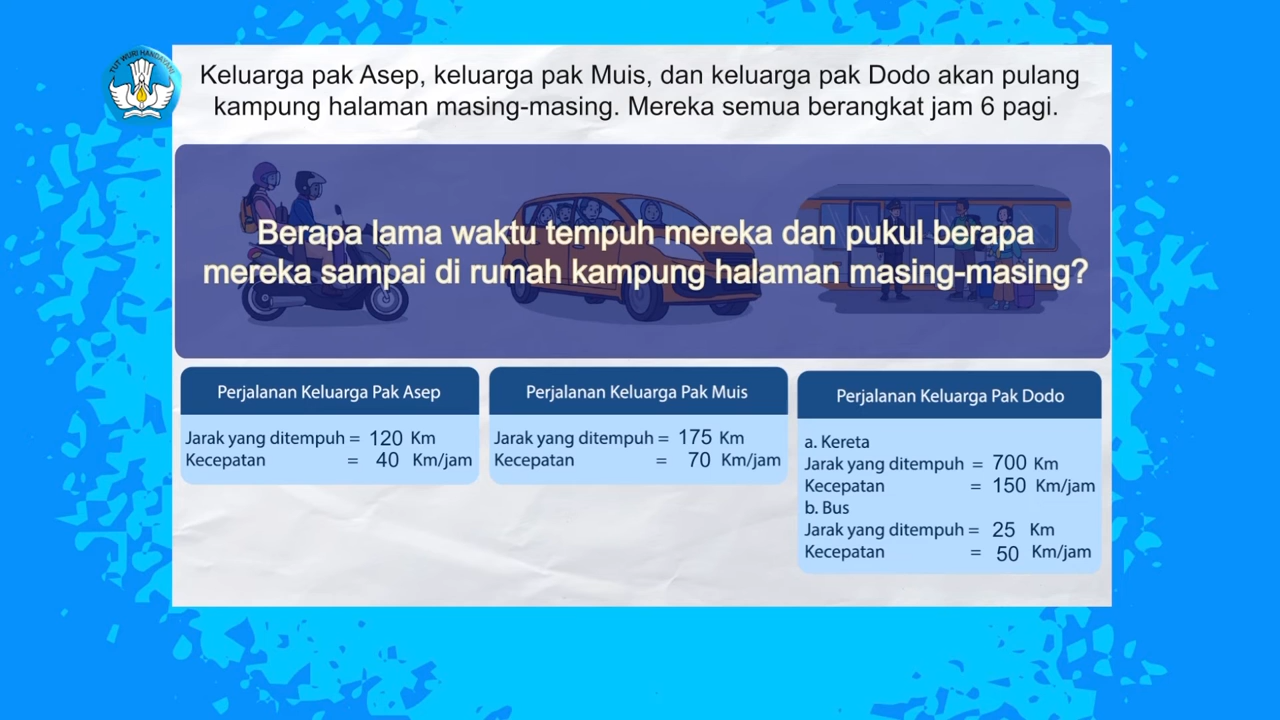 TUT WURI HANDAYANI
Keluarga pak Asep, keluarga pak Muis, dan keluarga pak Dodo akan pulang
kampung halaman masing-masing. Mereka semua berangkat jam 6 pagi.
Berapa lama waktu tempuh mereka dan pukul berapa
mereka sampai di rumah kampung halaman masing-masing?
Perjalanan Keluarga Pak Asep
Jarak yang ditempuh = 120 Km
Kecepatan = 40 Km/jam
Perjalanan Keluarga Pak Muis
Jarak yang ditempuh = 175 Km
Kecepatan = 70 Km/jam
Perjalanan Keluarga Pak Dodo
a. Kereta
Jarak yang ditempuh = 700 Km
Kecepatan = 150 Km/jam
b. Bus
Jarak yang ditempuh = 25 Km
Kecepatan = 50 Km/jam